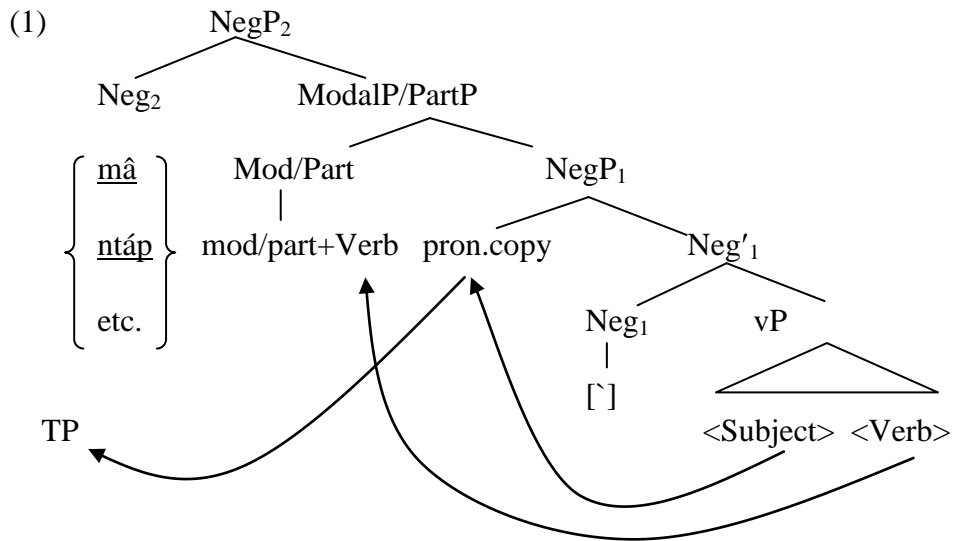 (1) NegP₂
Neg₂ ModalP/PartP
mâ Mod/Part NegP₁
ntáp mod/part+Verb pron.copy Neg′₁
etc. Neg₁ vP
[`]
TP <Subject> <Verb>